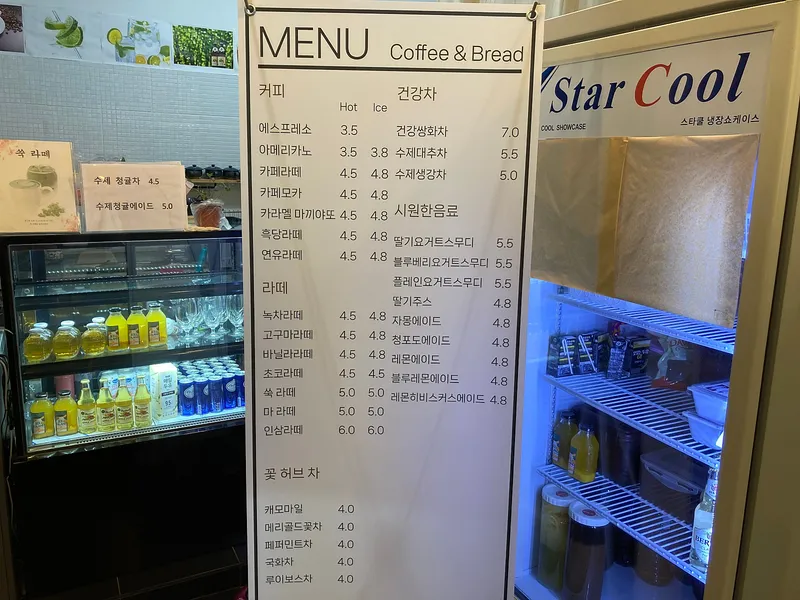 MENU Coffee & Bread
커피
Hot Ice
에스프레소 3.5
아메리카노 3.5 3.8
카페라떼 4.5 4.8
카페모카 4.5 4.8
카라멜 마끼야또 4.5 4.8
흑당라떼 4.5 4.8
연유라떼 4.5 4.8
라떼
녹차라떼 4.5 4.8
고구마라떼 4.5 4.8
바닐라라떼 4.5 4.8
초코라떼 4.5 4.5
쑥 라떼 5.0 5.0
마 라떼 5.0 5.0
인삼라떼 6.0 6.0
꽃 허브 차
캐모마일 4.0
메리골드꽃차 4.0
페퍼민트차 4.0
국화차 4.0
루이보스차 4.0
건강차
건강쌍화차 7.0
수제대추차 5.5
수제생강차 5.0
시원한음료
딸기요거트스무디 5.5
블루베리요거트스무디 5.5
플레인요거트스무디 5.5
딸기주스 4.8
자몽에이드 4.8
청포도에이드 4.8
레몬에이드 4.8
블루레몬에이드 4.8
레몬히비스커스에이드 4.8
쑥 라떼
수제 청귤차 4.5
수제청귤에이드 5.0
Star Cool
COOL SHOWCASE
스타쿨 냉장쇼케이스